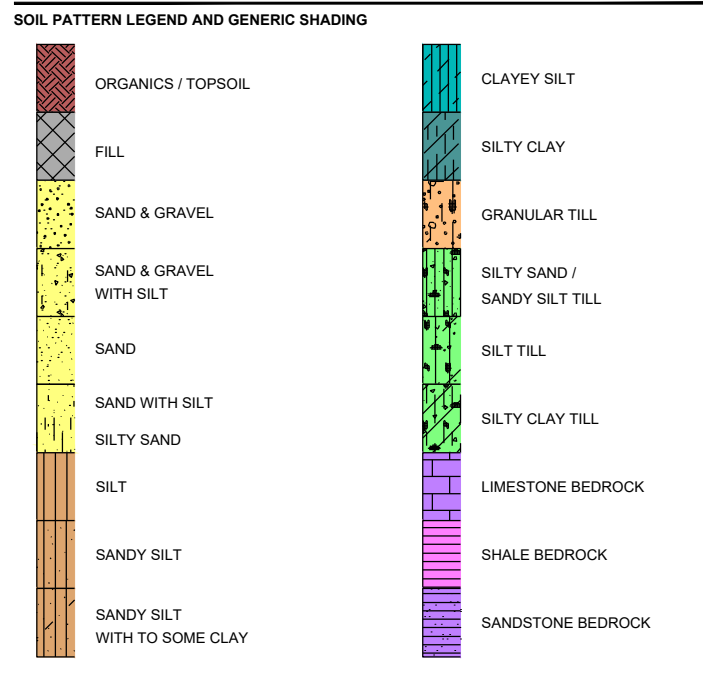 SOIL PATTERN LEGEND AND GENERIC SHADING
ORGANICS / TOPSOIL
FILL
SAND & GRAVEL
SAND & GRAVEL
WITH SILT
SAND
SAND WITH SILT
SILTY SAND
SILT
SANDY SILT
SANDY SILT
WITH TO SOME CLAY
CLAYEY SILT
SILTY CLAY
GRANULAR TILL
SILTY SAND /
SANDY SILT TILL
SILT TILL
SILTY CLAY TILL
LIMESTONE BEDROCK
SHALE BEDROCK
SANDSTONE BEDROCK